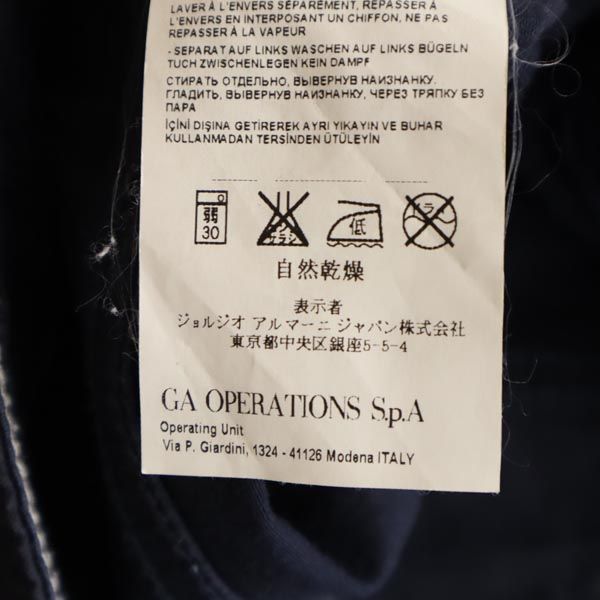 LAVER À L'ENVERS SÉPARÉMENT, REPASSER À
L'ENVERS EN INTERPOSANT UN CHIFFON, NE PAS
REPASSER À LA VAPEUR
- SEPARAT AUF LINKS WASCHEN AUF LINKS BÜGELN
TUCH ZWISCHENLEGEN KEIN DAMPF
СТИРАТЬ ОТДЕЛЬНО, ВЫВЕРНУВ НАИЗНАНКУ.
ГЛАДИТЬ, ВЫВЕРНУВ НАИЗНАНКУ, ЧЕРЕЗ ТРЯПКУ БЕЗ
ПАРА
İÇİNİ DIŞINA GETİREREK AYRI YIKAYIN VE BUHAR
KULLANMADAN TERSİNDEN ÜTÜLEYİN
弱 30 低
自然乾燥
表示者
ジョルジオ アルマーニ ジャパン株式会社
東京都中央区銀座5-5-4
GA OPERATIONS S.p.A
Operating Unit
Via P. Giardini, 1324 - 41126 Modena ITALY